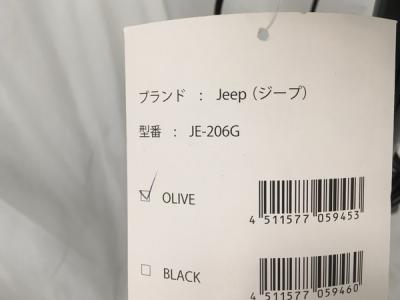 ブランド : Jeep (ジープ)
型番 : JE-206G
☑ OLIVE
4 511577 059453
☐ BLACK
4 511577 059460